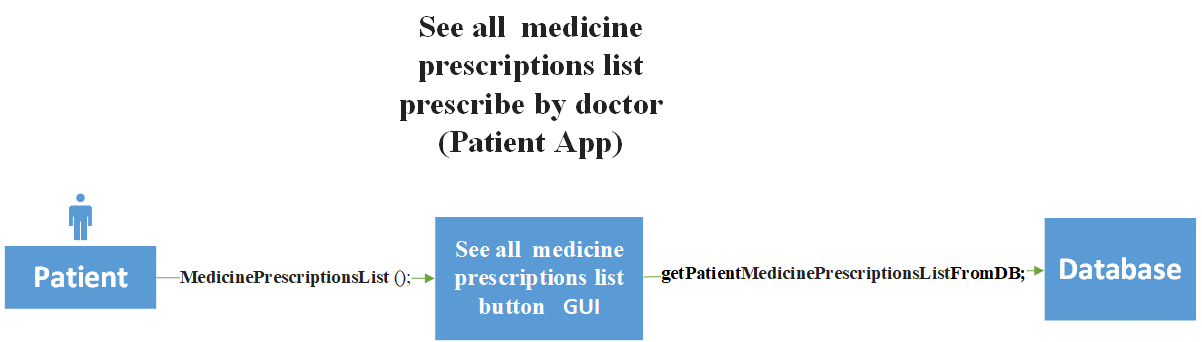 See all medicine
prescriptions list
prescribe by doctor
(Patient App)
Patient
MedicinePrescriptionsList ();
See all medicine
prescriptions list
button GUI
getPatientMedicinePrescriptionsListFromDB;
Database